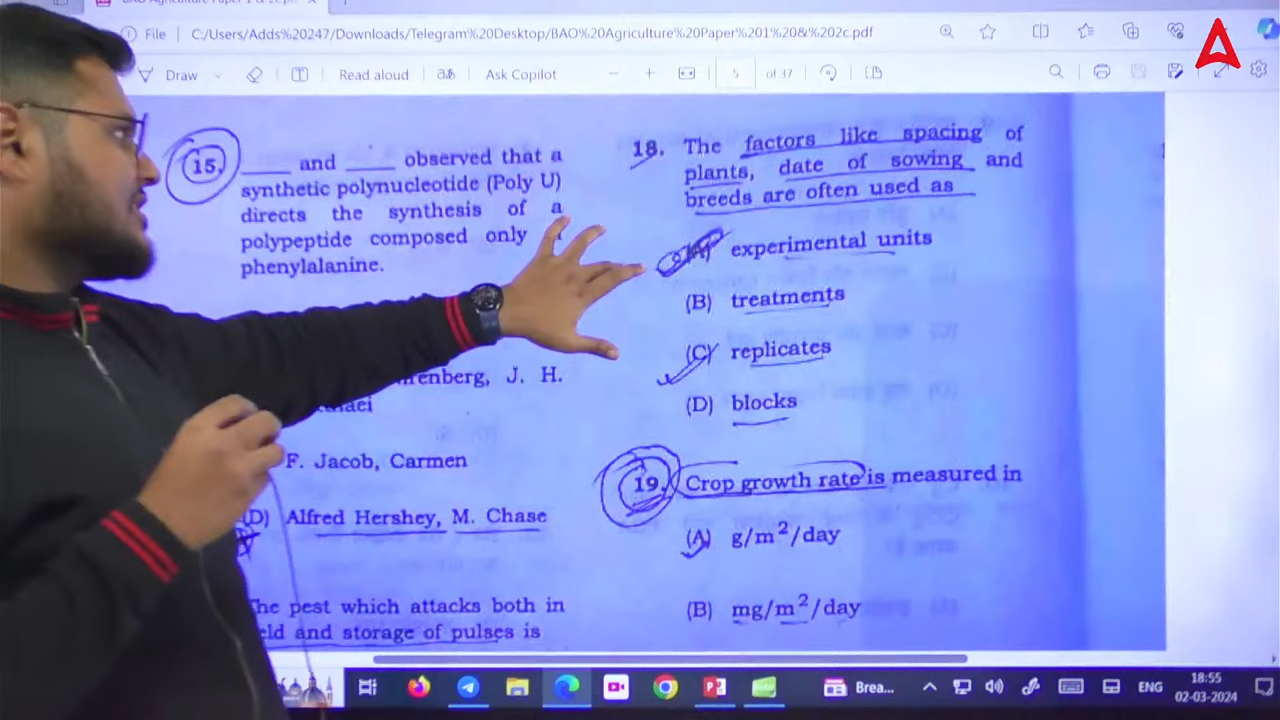 File | C:/Users/Adds%20247/Downloads/Telegram%20Desktop/BAO%20Agriculture%20Paper%201%20&%202c.pdf
Draw
Read aloud
Ask Copilot
5 of 37
15. ____ and ____ observed that a
synthetic polynucleotide (Poly U)
directs the synthesis of a
polypeptide composed only
phenylalanine.
J. H.
F. Jacob, Carmen
(D) Alfred Hershey, M. Chase
The pest which attacks both in
and storage of pulses is
18. The factors like spacing of
plants, date of sowing and
breeds are often used as
(A) experimental units
(B) treatments
(C) replicates
(D) blocks
19. Crop growth rate is measured in
(A) g/m²/day
(B) mg/m²/day
Brea...
ENG
18:55
02-03-2024